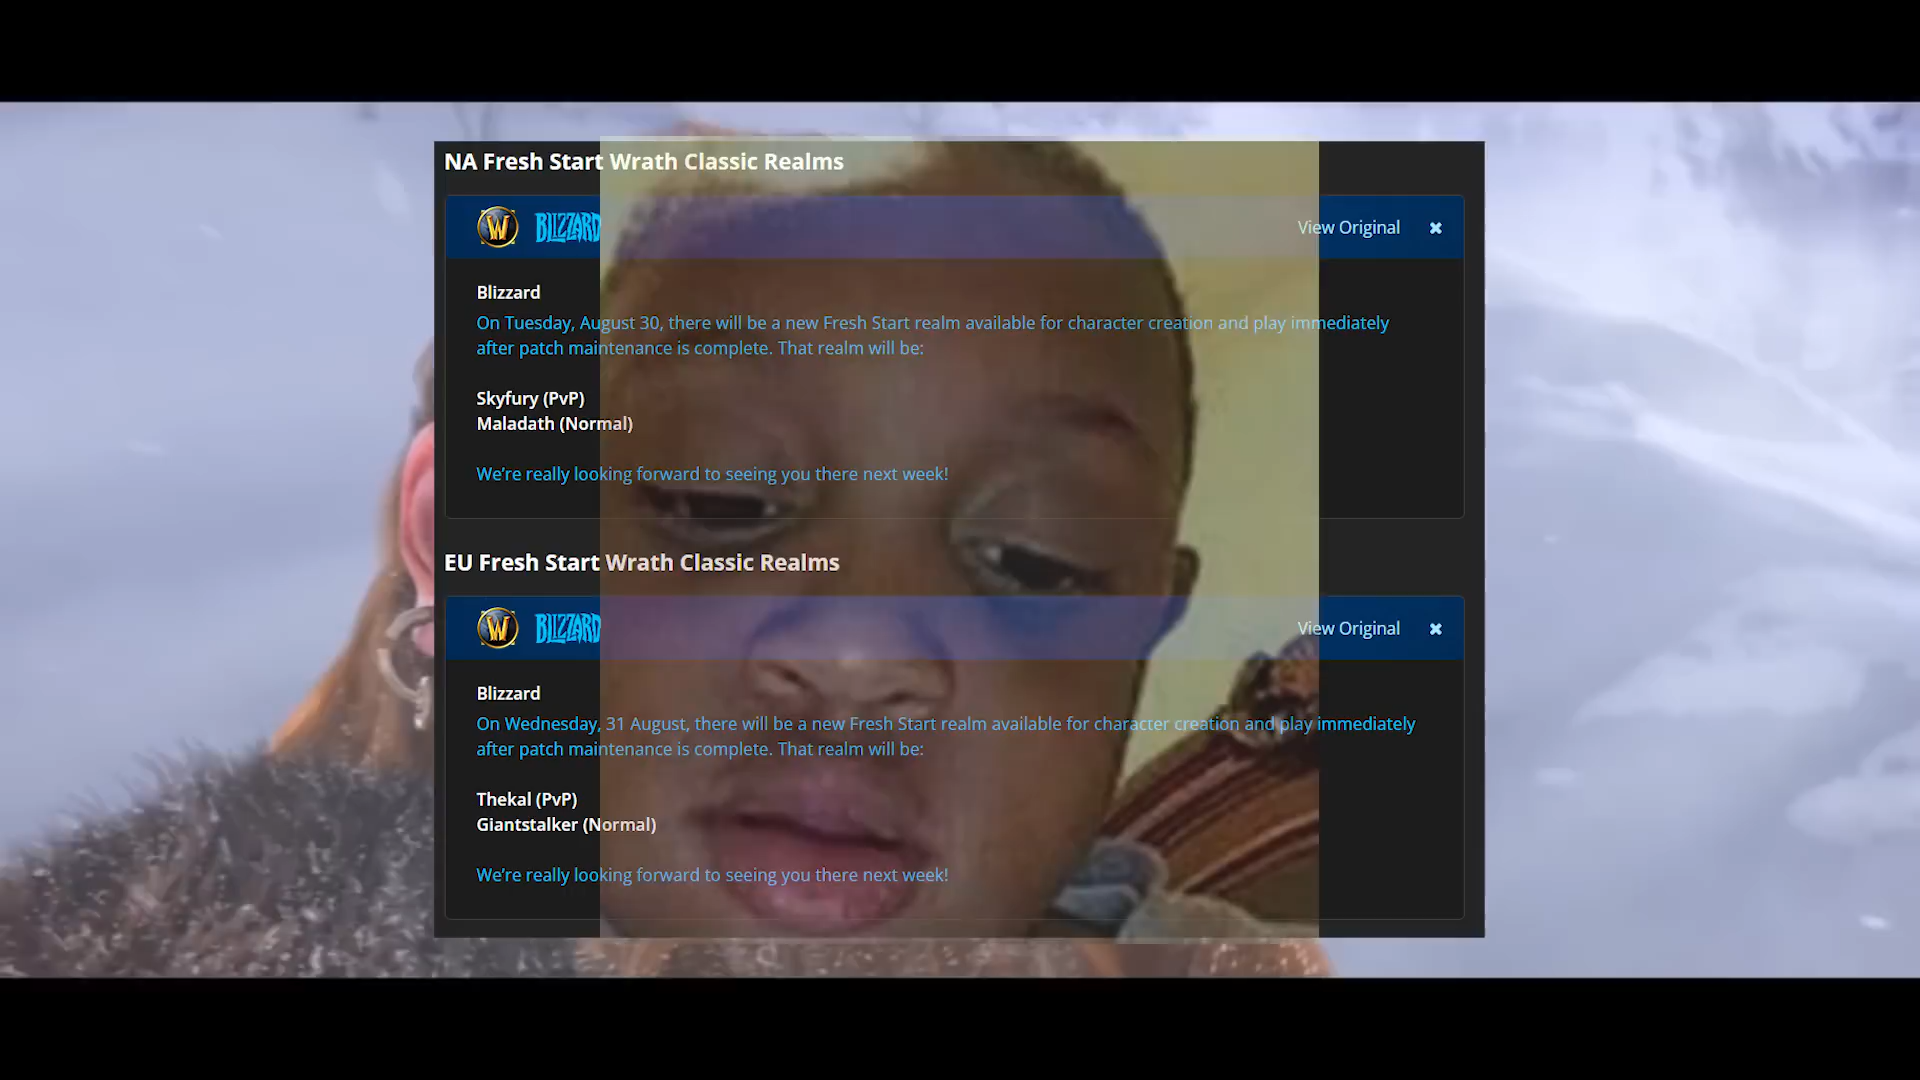 NA Fresh Start Wrath Classic Realms
W BLIZZARD View Original ✖
Blizzard
On Tuesday, August 30, there will be a new Fresh Start realm available for character creation and play immediately
after patch maintenance is complete. That realm will be:
Skyfury (PvP)
Maladath (Normal)
We're really looking forward to seeing you there next week!
EU Fresh Start Wrath Classic Realms
W BLIZZARD View Original ✖
Blizzard
On Wednesday, 31 August, there will be a new Fresh Start realm available for character creation and play immediately
after patch maintenance is complete. That realm will be:
Thekal (PvP)
Giantstalker (Normal)
We're really looking forward to seeing you there next week!